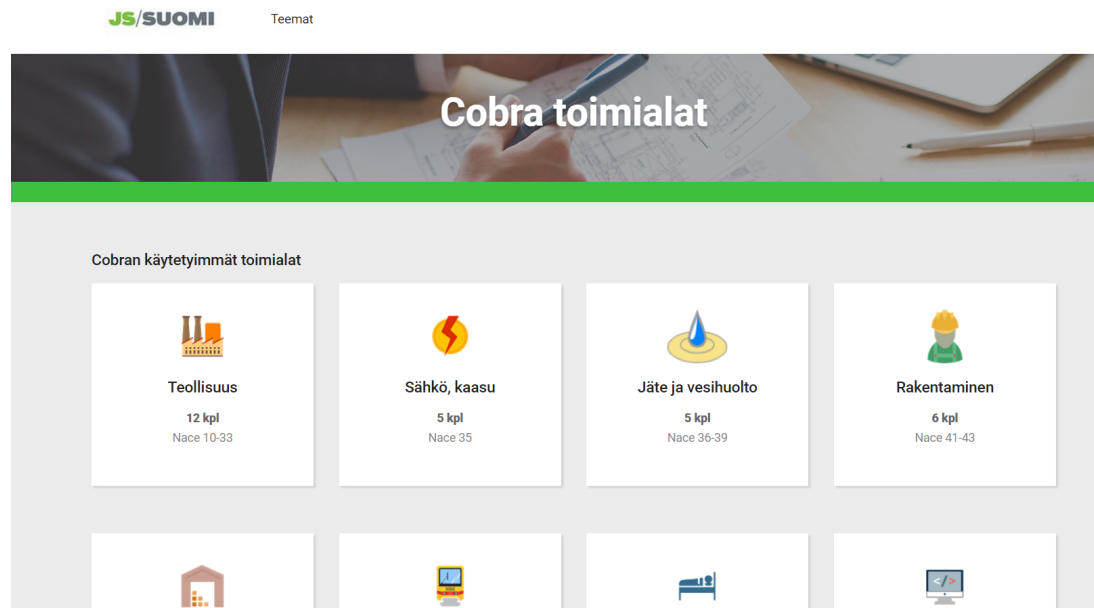 JS/SUOMI
Teemat
Cobra toimialat
Cobran käytetyimmät toimialat
Teollisuus
12 kpl
Nace 10-33
Sähkö, kaasu
5 kpl
Nace 35
Jäte ja vesihuolto
5 kpl
Nace 36-39
Rakentaminen
6 kpl
Nace 41-43
</>